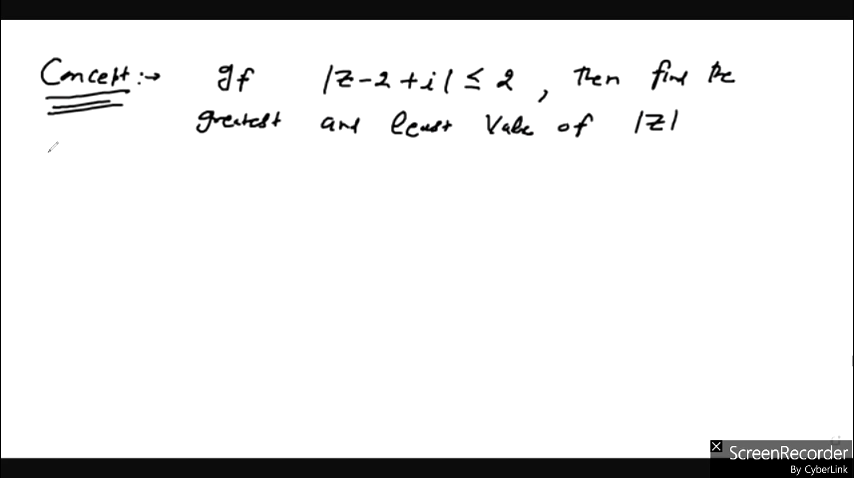 Concept :→ If |z-2+i| ≤ 2, then find the
greatest and least value of |z|
ScreenRecorder
By CyberLink